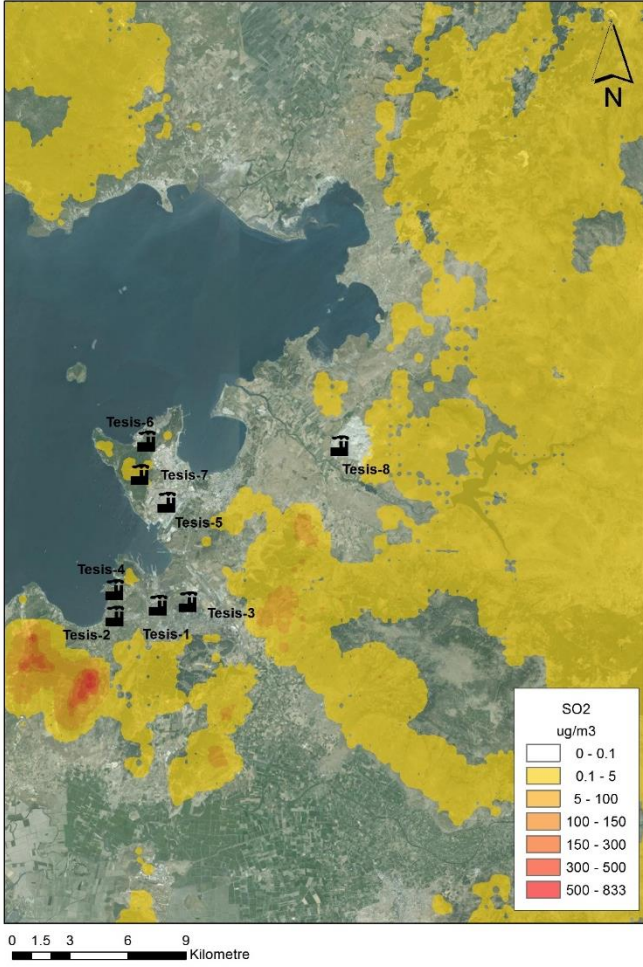 N
Tesis-6
Tesis-7
Tesis-8
Tesis-5
Tesis-4
Tesis-3
Tesis-2
Tesis-1
SO2
ug/m3
0 - 0.1
0.1 - 5
5 - 100
100 - 150
150 - 300
300 - 500
500 - 833
0 1.5 3 6 9
Kilometre